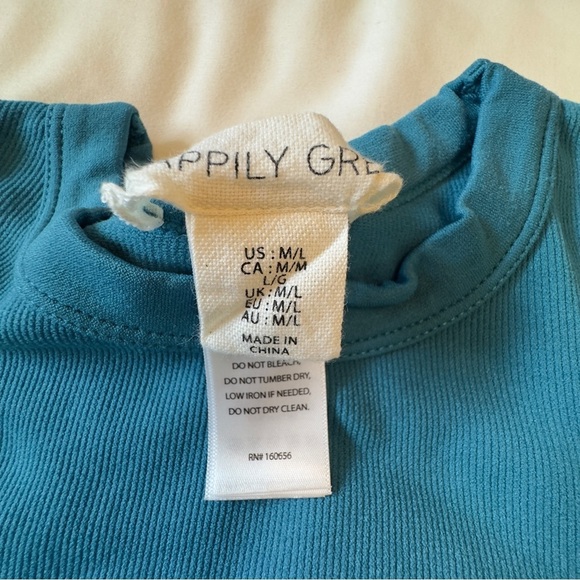 APPILY GRE
US : M/L
CA : M/M
L/G
UK : M/L
EU : M/L
AU : M/L
MADE IN
CHINA
DO NOT BLEACH,
DO NOT TUMBER DRY,
LOW IRON IF NEEDED,
DO NOT DRY CLEAN.
RN# 160656